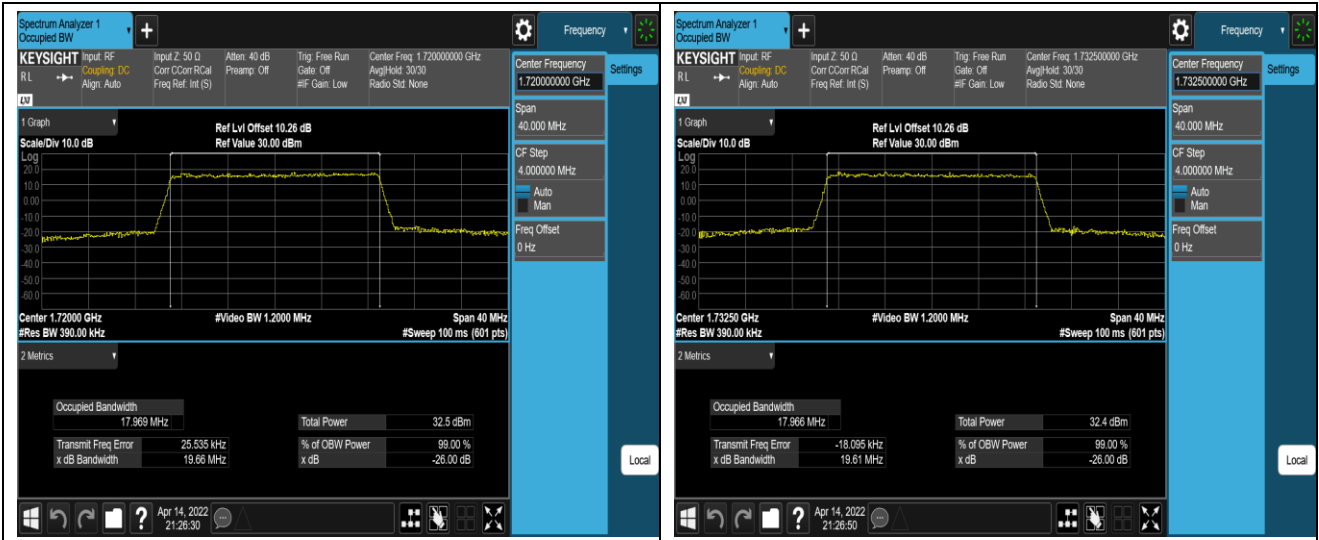 Spectrum Analyzer 1
Occupied BW
+
Frequency
KEYSIGHT
R L
LXI
Input: RF
Coupling: DC
Align: Auto
Input Z: 50 Ω
Corr CCorr RCal
Freq Ref: Int (S)
Atten: 40 dB
Preamp: Off
Trig: Free Run
Gate: Off
#IF Gain: Low
Center Freq: 1.720000000 GHz
Avg|Hold: 30/30
Radio Std: None
Center Frequency
1.720000000 GHz
Settings
Span
40.000 MHz
CF Step
4.000000 MHz
Auto
Man
Freq Offset
0 Hz
Local
1 Graph
Scale/Div 10.0 dB
Ref Lvl Offset 10.26 dB
Ref Value 30.00 dBm
Log
20.0
10.0
0.00
-10.0
-20.0
-30.0
-40.0
-50.0
-60.0
Center 1.72000 GHz
#Video BW 1.2000 MHz
Span 40 MHz
#Res BW 390.00 kHz
#Sweep 100 ms (601 pts)
2 Metrics
Occupied Bandwidth
17.969 MHz
Total Power 32.5 dBm
Transmit Freq Error 25.535 kHz
% of OBW Power 99.00 %
x dB Bandwidth 19.66 MHz
x dB -26.00 dB
?
Apr 14, 2022
21:26:30
Spectrum Analyzer 1
Occupied BW
+
Frequency
KEYSIGHT
R L
LXI
Input: RF
Coupling: DC
Align: Auto
Input Z: 50 Ω
Corr CCorr RCal
Freq Ref: Int (S)
Atten: 40 dB
Preamp: Off
Trig: Free Run
Gate: Off
#IF Gain: Low
Center Freq: 1.732500000 GHz
Avg|Hold: 30/30
Radio Std: None
Center Frequency
1.732500000 GHz
Settings
Span
40.000 MHz
CF Step
4.000000 MHz
Auto
Man
Freq Offset
0 Hz
Local
1 Graph
Scale/Div 10.0 dB
Ref Lvl Offset 10.26 dB
Ref Value 30.00 dBm
Log
20.0
10.0
0.00
-10.0
-20.0
-30.0
-40.0
-50.0
-60.0
Center 1.73250 GHz
#Video BW 1.2000 MHz
Span 40 MHz
#Res BW 390.00 kHz
#Sweep 100 ms (601 pts)
2 Metrics
Occupied Bandwidth
17.966 MHz
Total Power 32.4 dBm
Transmit Freq Error -18.095 kHz
% of OBW Power 99.00 %
x dB Bandwidth 19.61 MHz
x dB -26.00 dB
?
Apr 14, 2022
21:26:50